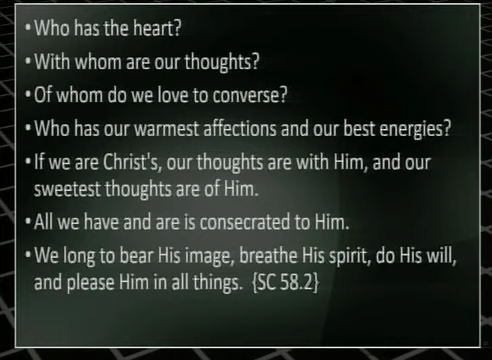 • Who has the heart?
• With whom are our thoughts?
• Of whom do we love to converse?
• Who has our warmest affections and our best energies?
• If we are Christ's, our thoughts are with Him, and our
sweetest thoughts are of Him.
• All we have and are is consecrated to Him.
• We long to bear His image, breathe His spirit, do His will,
and please Him in all things. {SC 58.2}